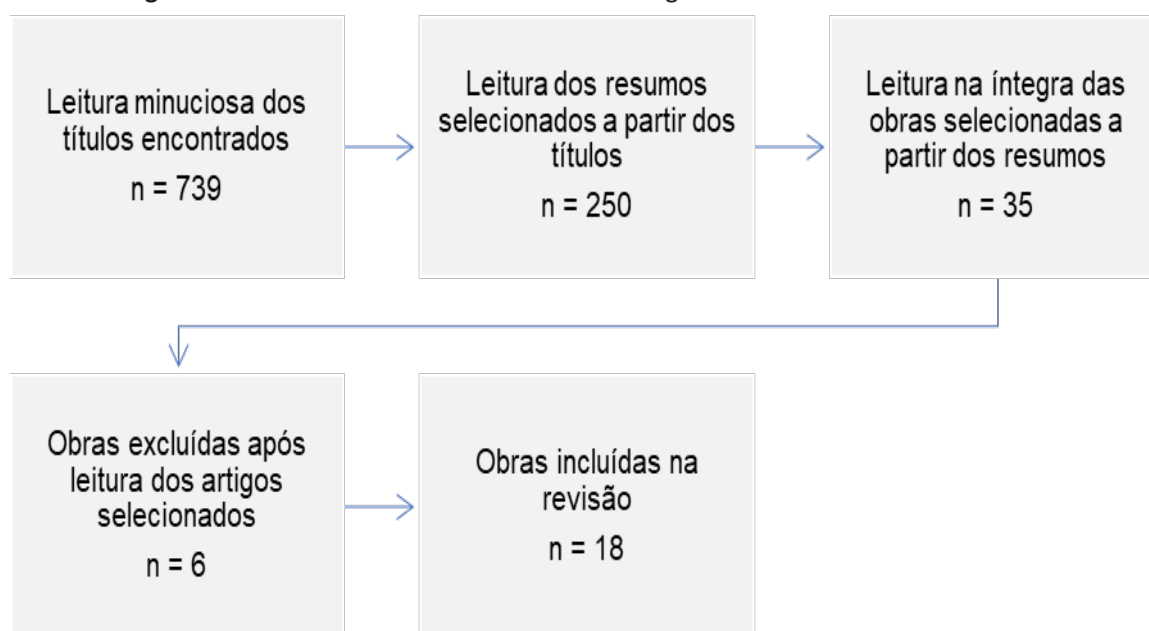 Leitura minuciosa dos
títulos encontrados
n = 739
Leitura dos resumos
selecionados a partir dos
títulos
n = 250
Leitura na íntegra das
obras selecionadas a
partir dos resumos
n = 35
Obras excluídas após
leitura dos artigos
selecionados
n = 6
Obras incluídas na
revisão
n = 18